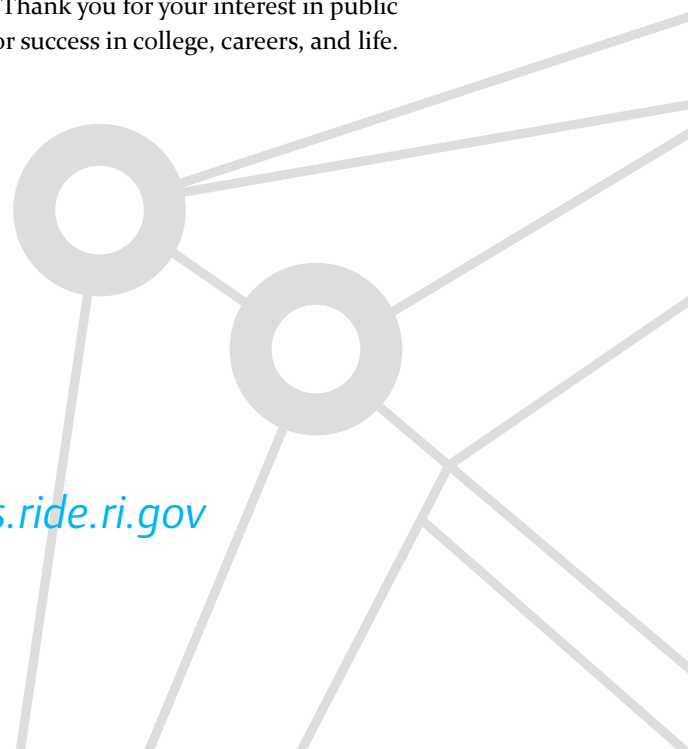 Thank you for your interest in public
or success in college, careers, and life.
s.ride.ri.gov